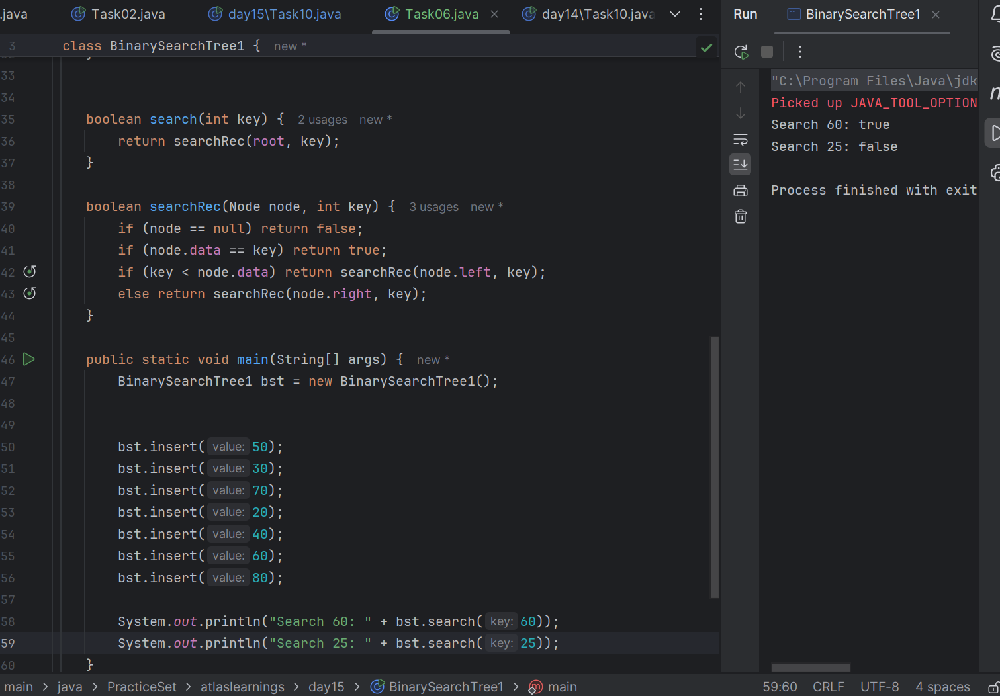 .java Task02.java day15\Task10.java Task06.java day14\Task10.java
3 class BinarySearchTree1 { new *
33
34
35 boolean search(int key) { 2 usages new *
36 return searchRec(root, key);
37 }
38
39 boolean searchRec(Node node, int key) { 3 usages new *
40 if (node == null) return false;
41 if (node.data == key) return true;
42 if (key < node.data) return searchRec(node.left, key);
43 else return searchRec(node.right, key);
44 }
45
46 public static void main(String[] args) { new *
47 BinarySearchTree1 bst = new BinarySearchTree1();
48
49
50 bst.insert( value: 50);
51 bst.insert( value: 30);
52 bst.insert( value: 70);
53 bst.insert( value: 20);
54 bst.insert( value: 40);
55 bst.insert( value: 60);
56 bst.insert( value: 80);
57
58 System.out.println("Search 60: " + bst.search( key: 60));
59 System.out.println("Search 25: " + bst.search( key: 25));
60 }
Run BinarySearchTree1
"C:\Program Files\Java\jdk
Picked up JAVA_TOOL_OPTION
Search 60: true
Search 25: false
Process finished with exit
main > java > PracticeSet > atlaslearnings > day15 > BinarySearchTree1 > main 59:60 CRLF UTF-8 4 spaces